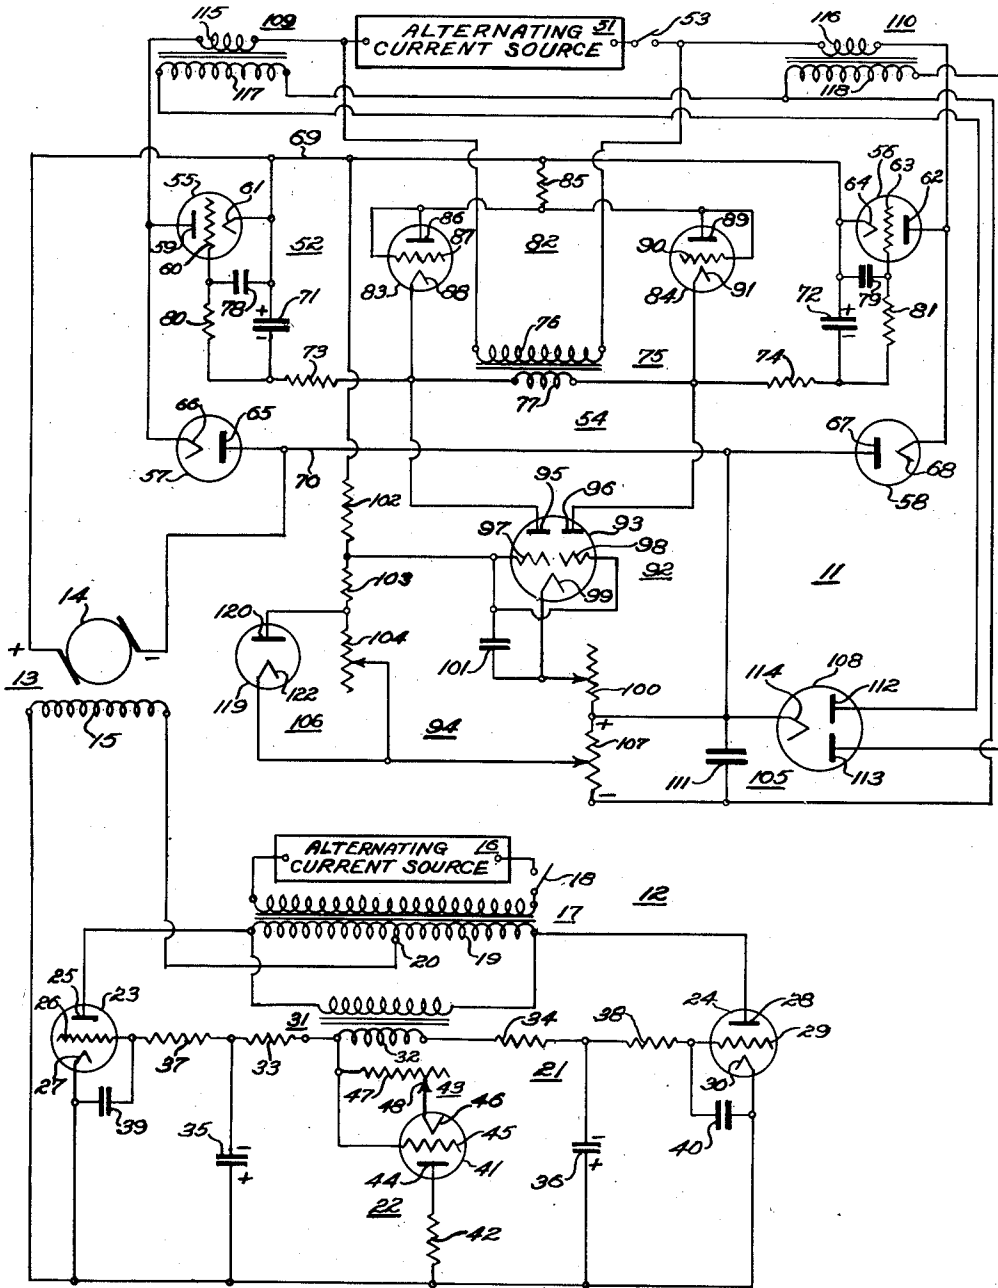 115 109 ALTERNATING 51 53 116 110
CURRENT SOURCE
117 118
69
55 61 85 56 63
64 62
86 89
87
59 52 82 90
60 83 88 84 91
78 71 + 72 + 79
80 - 76 - 81
73 75 74
77
66 65 54 67
57 70 68
95 96 58
102 97 93
98
103 92 11
99
14 120 104
+ - 101 108
13 100 114 112
119 122 +
15 106 94 107
111 105 113
-
ALTERNATING 16
CURRENT SOURCE
18 12
17
20 19
25 23 24 28
26 31 34 38 29
37 33 32
27 47 43 21 30
48 46
39 45 40
35 - -
+ 41 36 +
44
22
42